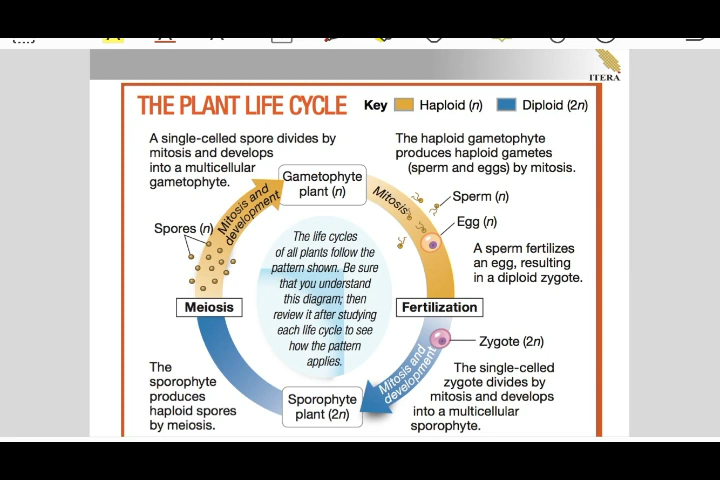 ITERA
THE PLANT LIFE CYCLE
Key Haploid (n) Diploid (2n)
A single-celled spore divides by
mitosis and develops
into a multicellular
gametophyte.
The haploid gametophyte
produces haploid gametes
(sperm and eggs) by mitosis.
Gametophyte
plant (n)
Mitosis and
development
Mitosis
Sperm (n)
Egg (n)
Spores (n)
A sperm fertilizes
an egg, resulting
in a diploid zygote.
The life cycles
of all plants follow the
pattern shown. Be sure
that you understand
this diagram; then
review it after studying
each life cycle to see
how the pattern
applies.
Meiosis
Fertilization
Zygote (2n)
Mitosis and
development
The
sporophyte
produces
haploid spores
by meiosis.
Sporophyte
plant (2n)
The single-celled
zygote divides by
mitosis and develops
into a multicellular
sporophyte.